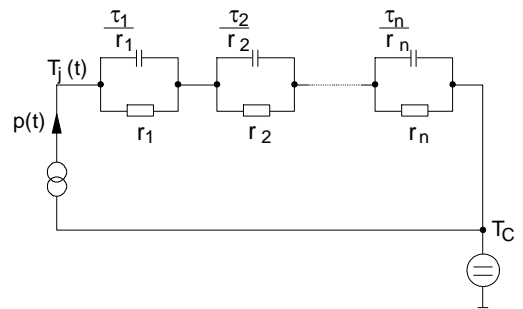 τ1 τ2 τn
r1 r2 rn
Tj (t)
r1 r2 rn
p(t)
TC